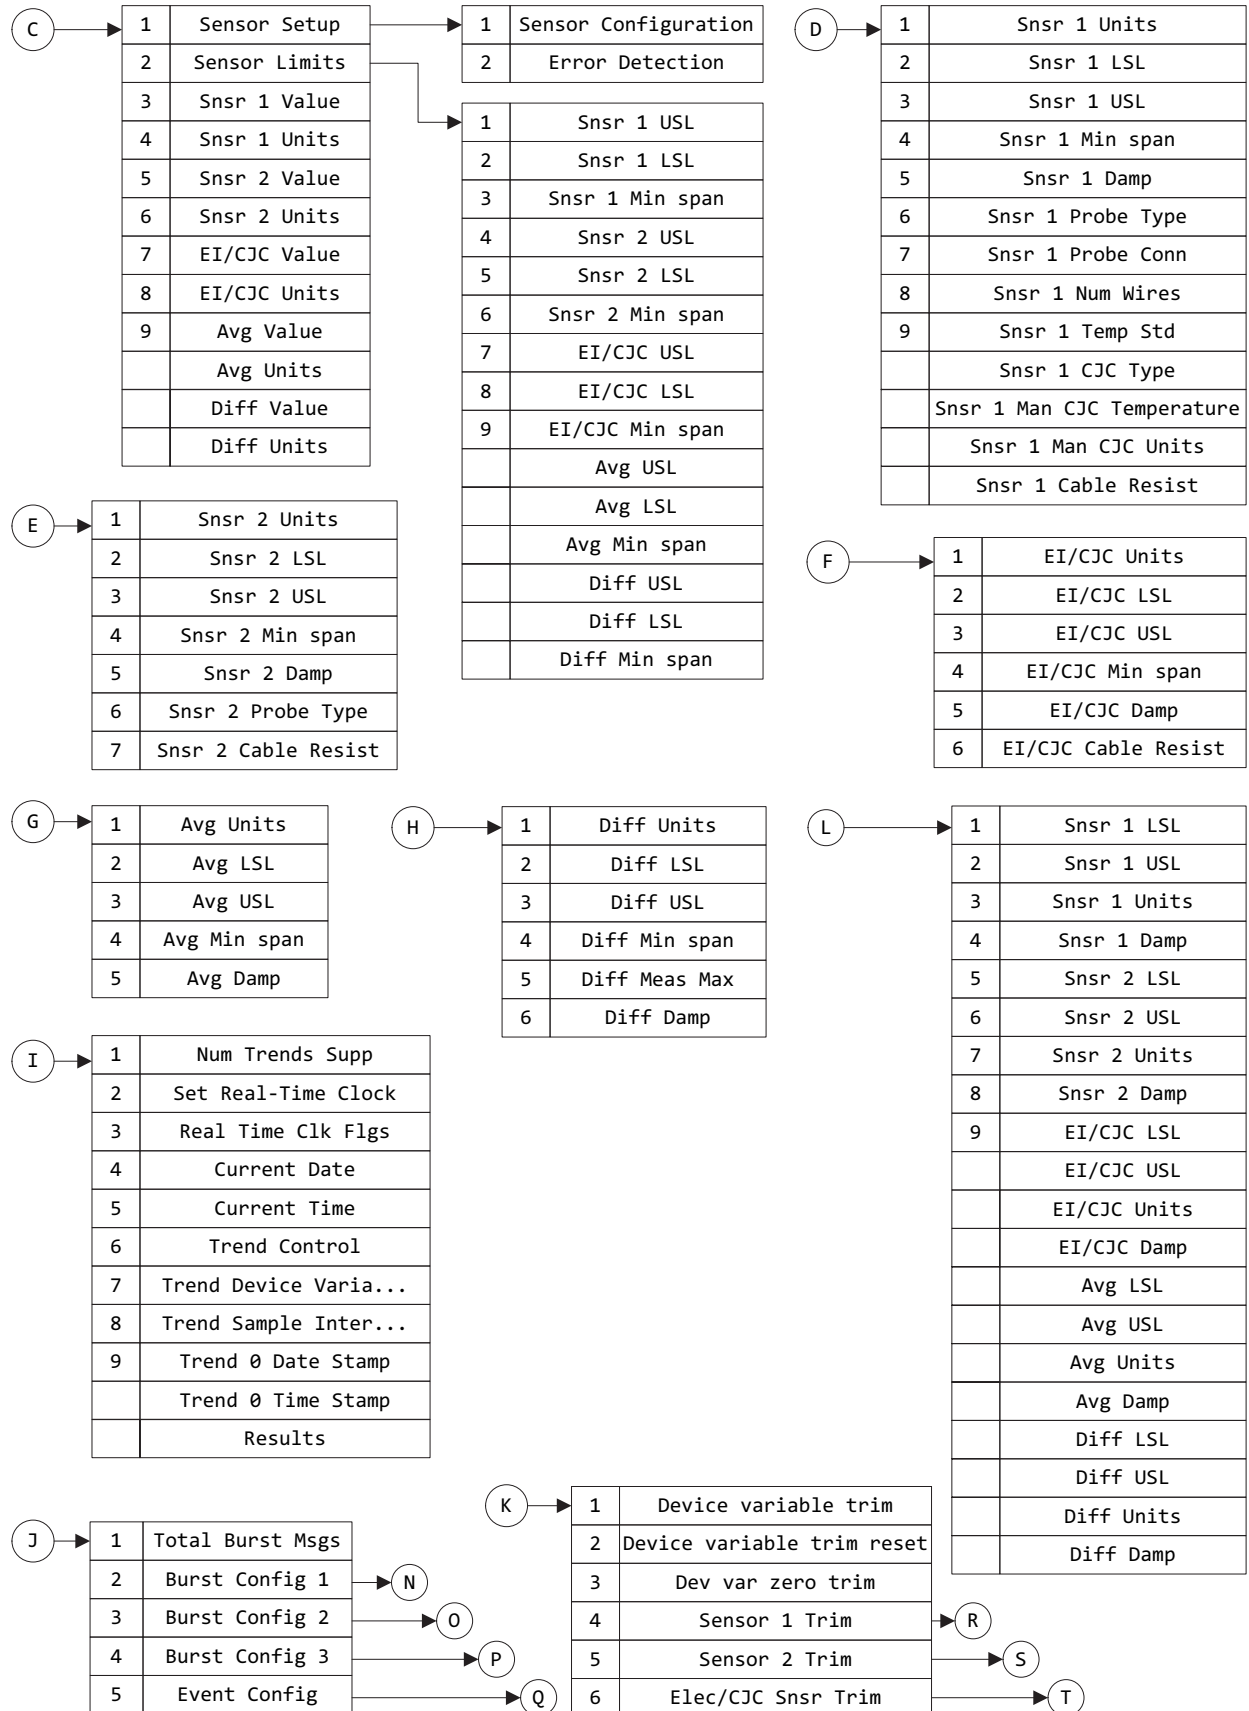 C
1 Sensor Setup
2 Sensor Limits
3 Snsr 1 Value
4 Snsr 1 Units
5 Snsr 2 Value
6 Snsr 2 Units
7 EI/CJC Value
8 EI/CJC Units
9 Avg Value
Avg Units
Diff Value
Diff Units
1 Sensor Configuration
2 Error Detection
1 Snsr 1 USL
2 Snsr 1 LSL
3 Snsr 1 Min span
4 Snsr 2 USL
5 Snsr 2 LSL
6 Snsr 2 Min span
7 EI/CJC USL
8 EI/CJC LSL
9 EI/CJC Min span
Avg USL
Avg LSL
Avg Min span
Diff USL
Diff LSL
Diff Min span
D
1 Snsr 1 Units
2 Snsr 1 LSL
3 Snsr 1 USL
4 Snsr 1 Min span
5 Snsr 1 Damp
6 Snsr 1 Probe Type
7 Snsr 1 Probe Conn
8 Snsr 1 Num Wires
9 Snsr 1 Temp Std
Snsr 1 CJC Type
Snsr 1 Man CJC Temperature
Snsr 1 Man CJC Units
Snsr 1 Cable Resist
E
1 Snsr 2 Units
2 Snsr 2 LSL
3 Snsr 2 USL
4 Snsr 2 Min span
5 Snsr 2 Damp
6 Snsr 2 Probe Type
7 Snsr 2 Cable Resist
F
1 EI/CJC Units
2 EI/CJC LSL
3 EI/CJC USL
4 EI/CJC Min span
5 EI/CJC Damp
6 EI/CJC Cable Resist
G
1 Avg Units
2 Avg LSL
3 Avg USL
4 Avg Min span
5 Avg Damp
H
1 Diff Units
2 Diff LSL
3 Diff USL
4 Diff Min span
5 Diff Meas Max
6 Diff Damp
L
1 Snsr 1 LSL
2 Snsr 1 USL
3 Snsr 1 Units
4 Snsr 1 Damp
5 Snsr 2 LSL
6 Snsr 2 USL
7 Snsr 2 Units
8 Snsr 2 Damp
9 EI/CJC LSL
EI/CJC USL
EI/CJC Units
EI/CJC Damp
Avg LSL
Avg USL
Avg Units
Avg Damp
Diff LSL
Diff USL
Diff Units
Diff Damp
I
1 Num Trends Supp
2 Set Real-Time Clock
3 Real Time Clk Flgs
4 Current Date
5 Current Time
6 Trend Control
7 Trend Device Varia...
8 Trend Sample Inter...
9 Trend 0 Date Stamp
Trend 0 Time Stamp
Results
J
1 Total Burst Msgs
2 Burst Config 1 N
3 Burst Config 2 O
4 Burst Config 3 P
5 Event Config Q
K
1 Device variable trim
2 Device variable trim reset
3 Dev var zero trim
4 Sensor 1 Trim R
5 Sensor 2 Trim S
6 Elec/CJC Snsr Trim T